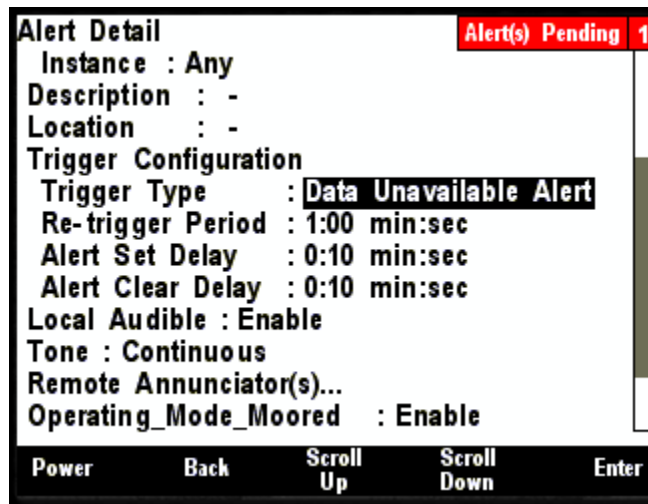 Alert Detail
Alert(s) Pending 1
Instance : Any
Description : -
Location : -
Trigger Configuration
Trigger Type : Data Unavailable Alert
Re-trigger Period : 1:00 min:sec
Alert Set Delay : 0:10 min:sec
Alert Clear Delay : 0:10 min:sec
Local Audible : Enable
Tone : Continuous
Remote Annunciator(s)...
Operating_Mode_Moored : Enable
Power Back Scroll Up Scroll Down Enter